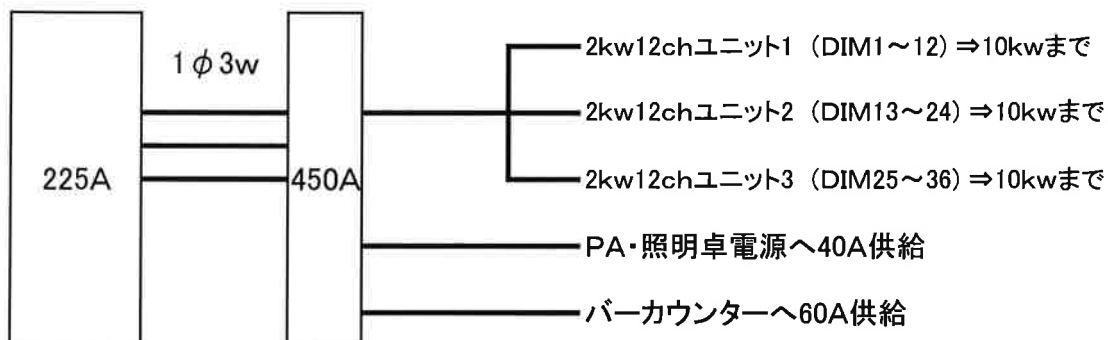 1φ3w
225A
450A
2kw12chユニット1 (DIM1~12)⇒10kwまで
2kw12chユニット2 (DIM13~24)⇒10kwまで
2kw12chユニット3 (DIM25~36)⇒10kwまで
PA・照明卓電源へ40A供給
バーカウンターへ60A供給